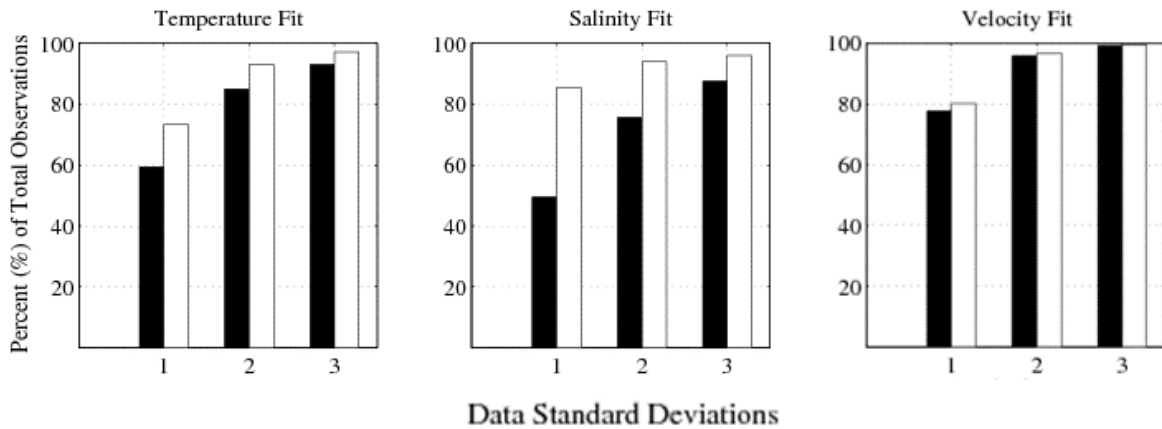 Temperature Fit
Salinity Fit
Velocity Fit
Percent (%) of Total Observations
100
80
60
40
20
1 2 3
100
80
60
40
20
1 2 3
100
80
60
40
20
1 2 3
Data Standard Deviations